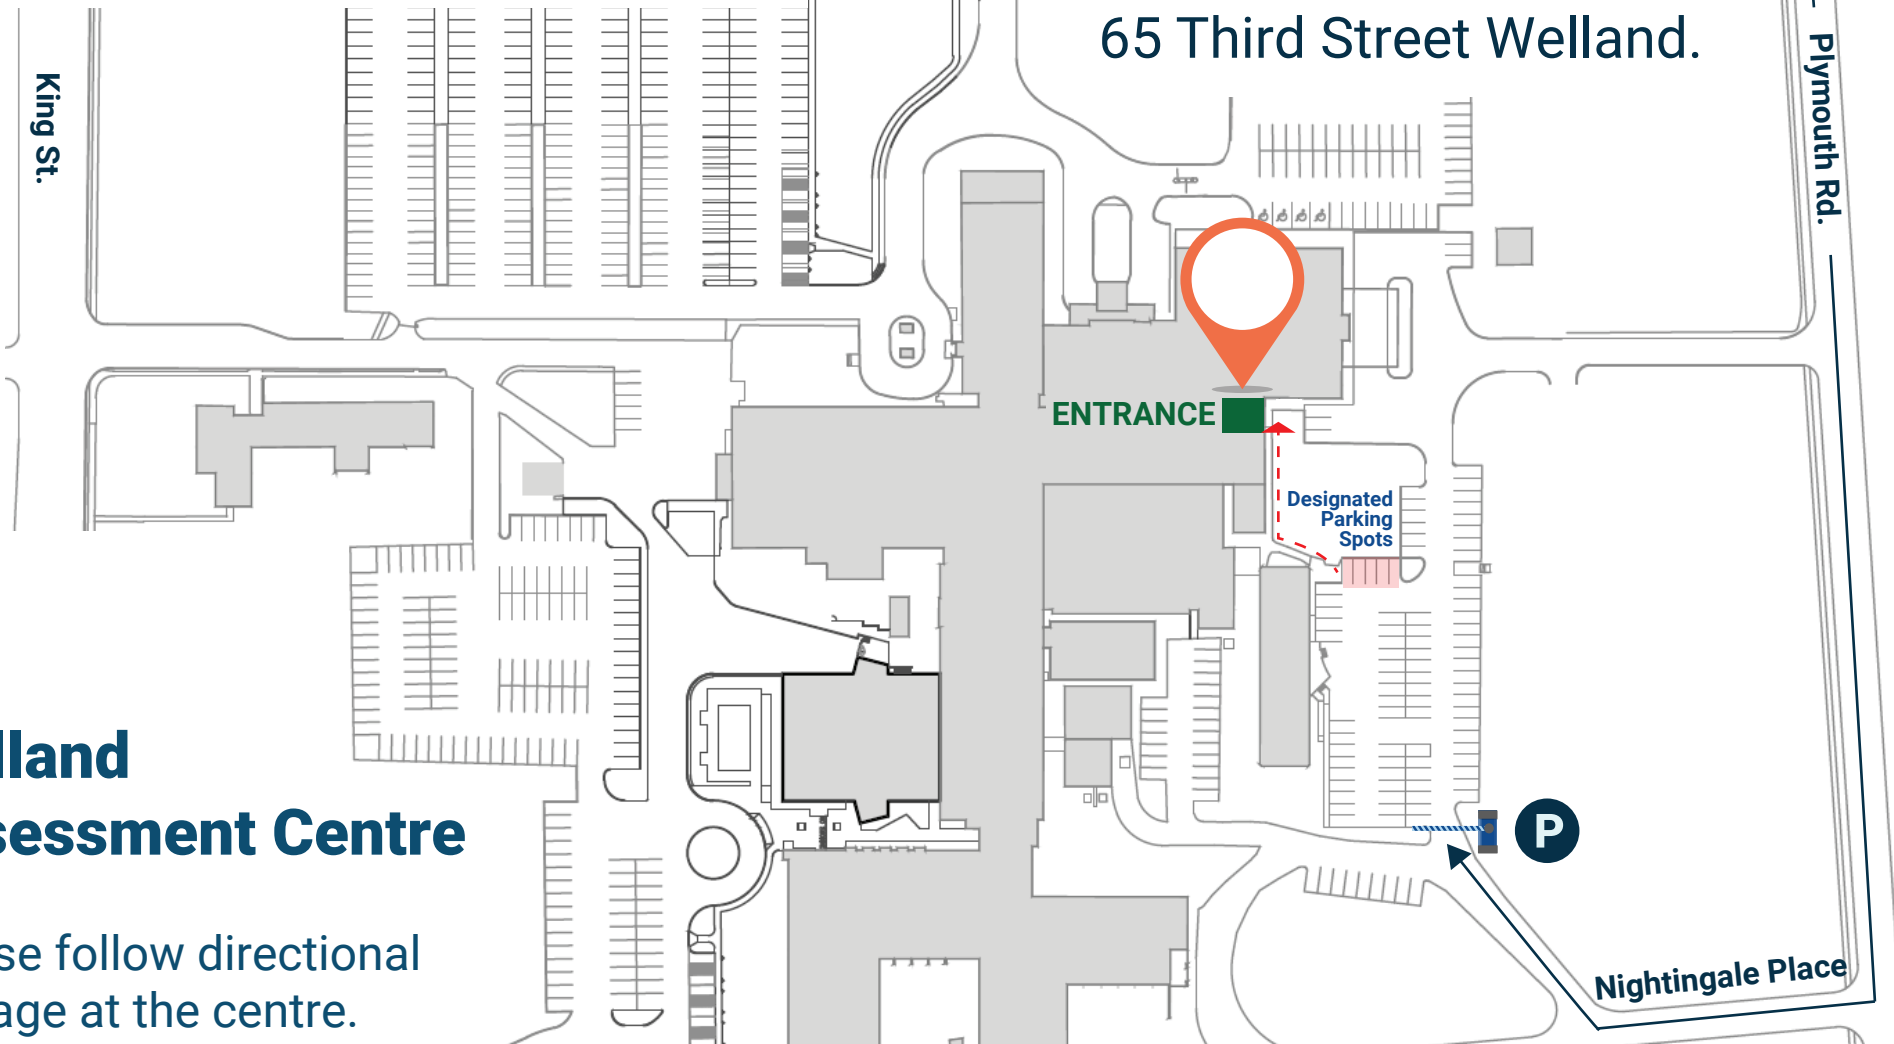 65 Third Street Welland.
King St.
Plymouth Rd.
ENTRANCE
Designated
Parking
Spots
lland
sessment Centre
P
se follow directional
age at the centre.
Nightingale Place